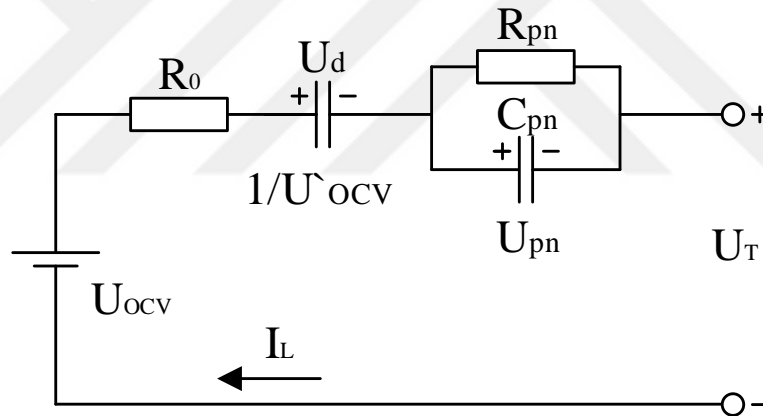 Rpn
Ud
R0
+ −
Cpn
+
+ −
1/U`OCV
Upn
UT
UOCV
IL
−